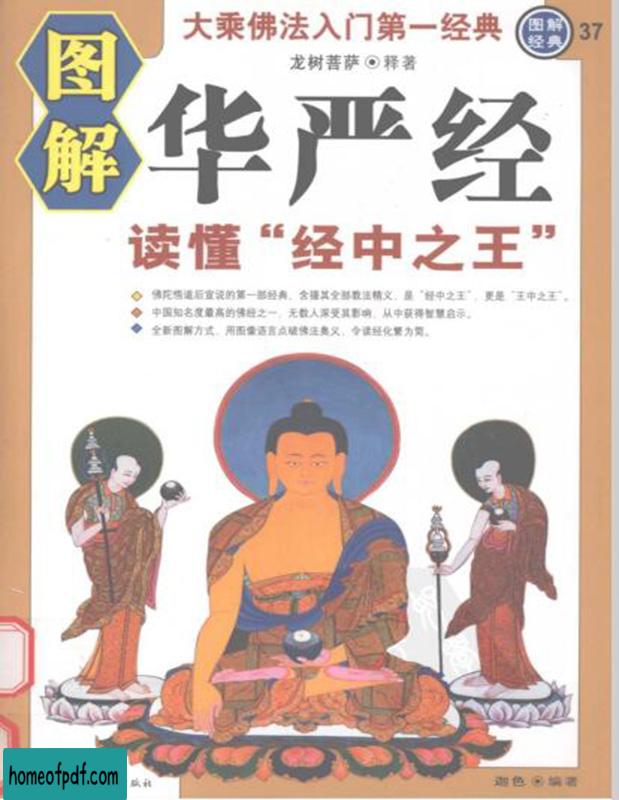 大乘佛法入门第一经典
图解经典
37
龙树菩萨 释著
图解
华严经
读懂“经中之王”
佛陀悟道后宣说的第一部经典，含摄其全部教法精义，是“经中之王”，更是“王中之王”。
中国知名度最高的佛经之一，无数人深受其影响，从中获得智慧启示。
全新图解方式，用图像语言点破佛法奥义，令读经化繁为简。
homeofpdf.com
版社
迦色 编著